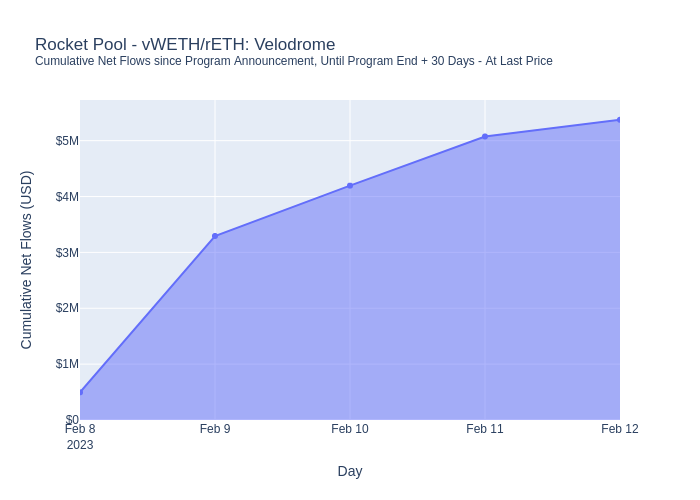 Rocket Pool - vWETH/rETH: Velodrome
Cumulative Net Flows since Program Announcement, Until Program End + 30 Days - At Last Price
Cumulative Net Flows (USD)
$5M
$4M
$3M
$2M
$1M
$0
Feb 8
2023
Feb 9
Feb 10
Feb 11
Feb 12
Day